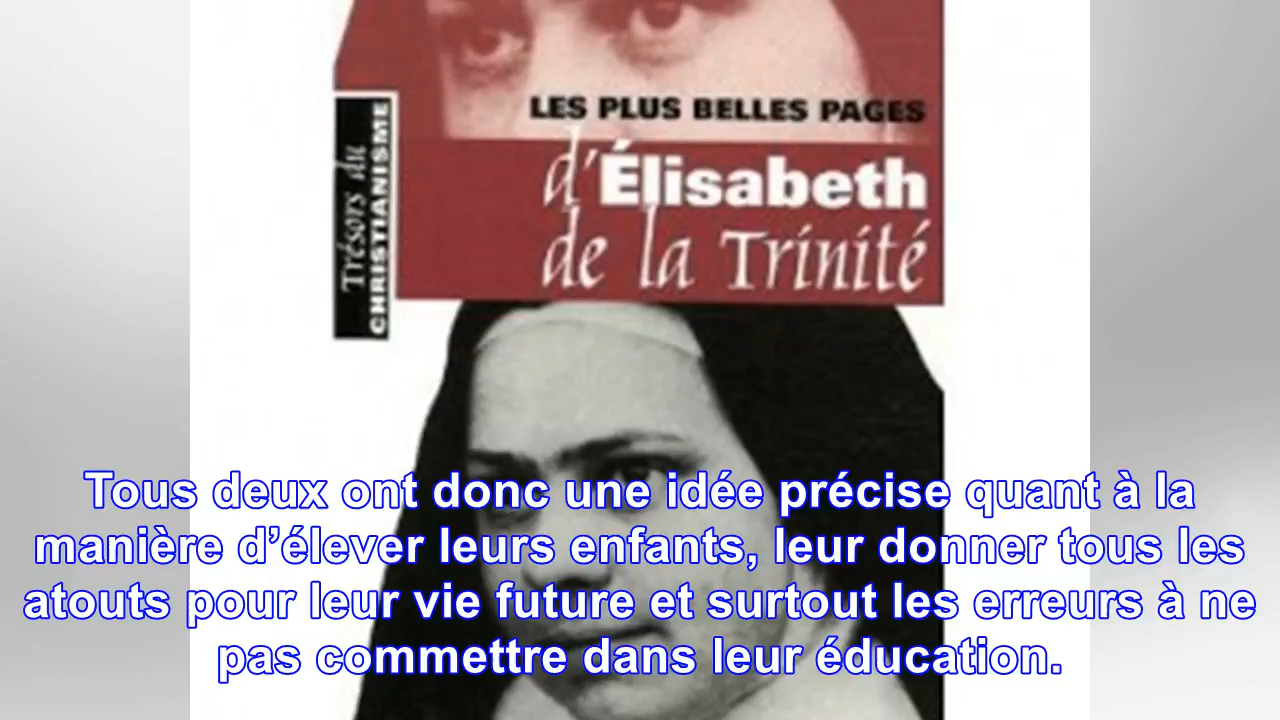 LES PLUS BELLES PAGES
d'Élisabeth
de la Trinité
Trésors du
CHRISTIANISME
Tous deux ont donc une idée précise quant à la
manière d’élever leurs enfants, leur donner tous les
atouts pour leur vie future et surtout les erreurs à ne
pas commettre dans leur éducation.